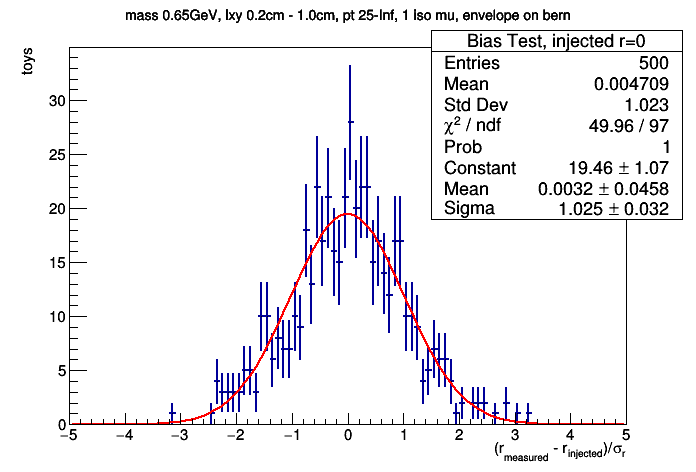 mass 0.65GeV, lxy 0.2cm - 1.0cm, pt 25-Inf, 1 Iso mu, envelope on bern
toys
Bias Test, injected r=0
Entries 500
Mean 0.004709
Std Dev 1.023
χ² / ndf 49.96 / 97
Prob 1
Constant 19.46 ± 1.07
Mean 0.0032 ± 0.0458
Sigma 1.025 ± 0.032
30
25
20
15
10
5
0
−5 −4 −3 −2 −1 0 1 2 3 4 5
(r_measured - r_injected)/σ_r